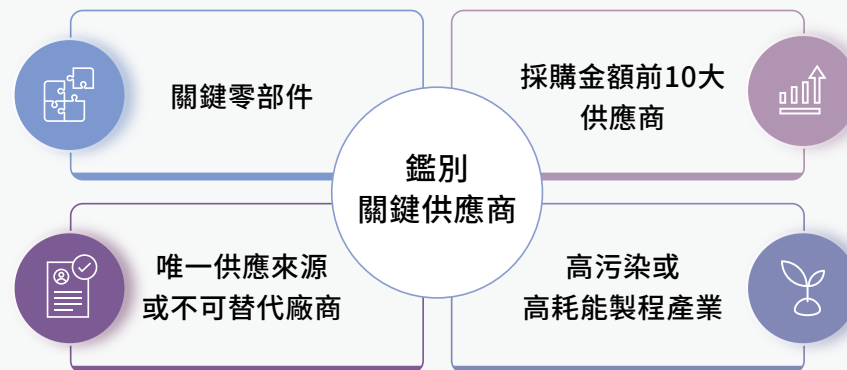 關鍵零部件
採購金額前10大
供應商
鑑別
關鍵供應商
唯一供應來源
或不可替代廠商
高污染或
高耗能製程產業